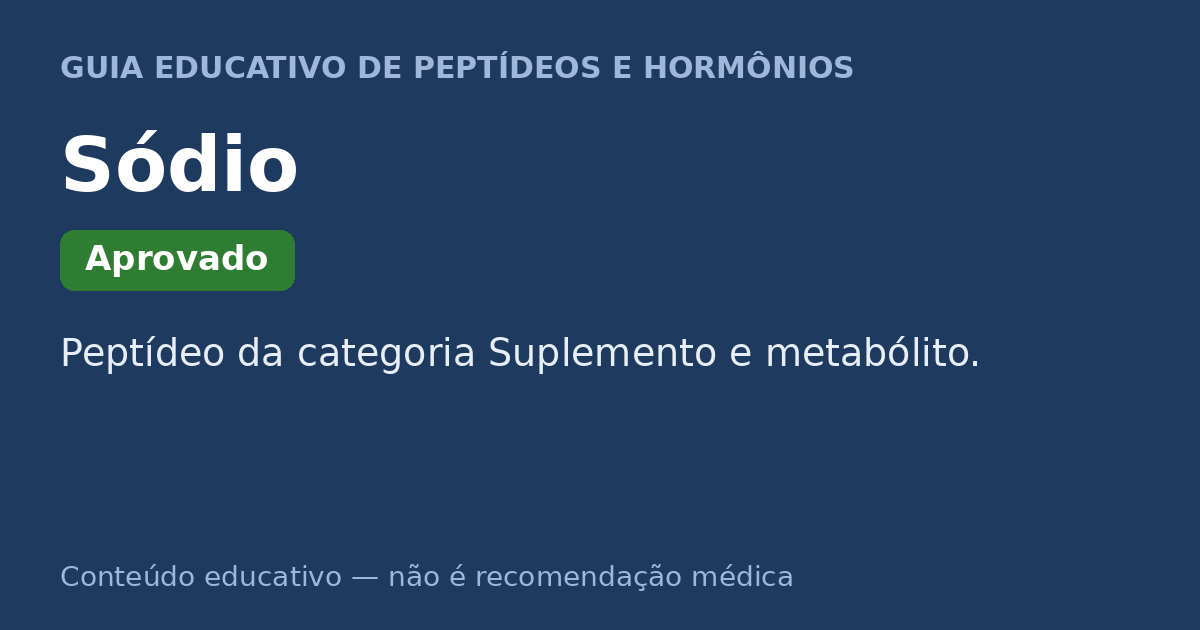 GUIA EDUCATIVO DE PEPTÍDEOS E HORMÔNIOS
Sódio
Aprovado
Peptídeo da categoria Suplemento e metabólito.
Conteúdo educativo — não é recomendação médica